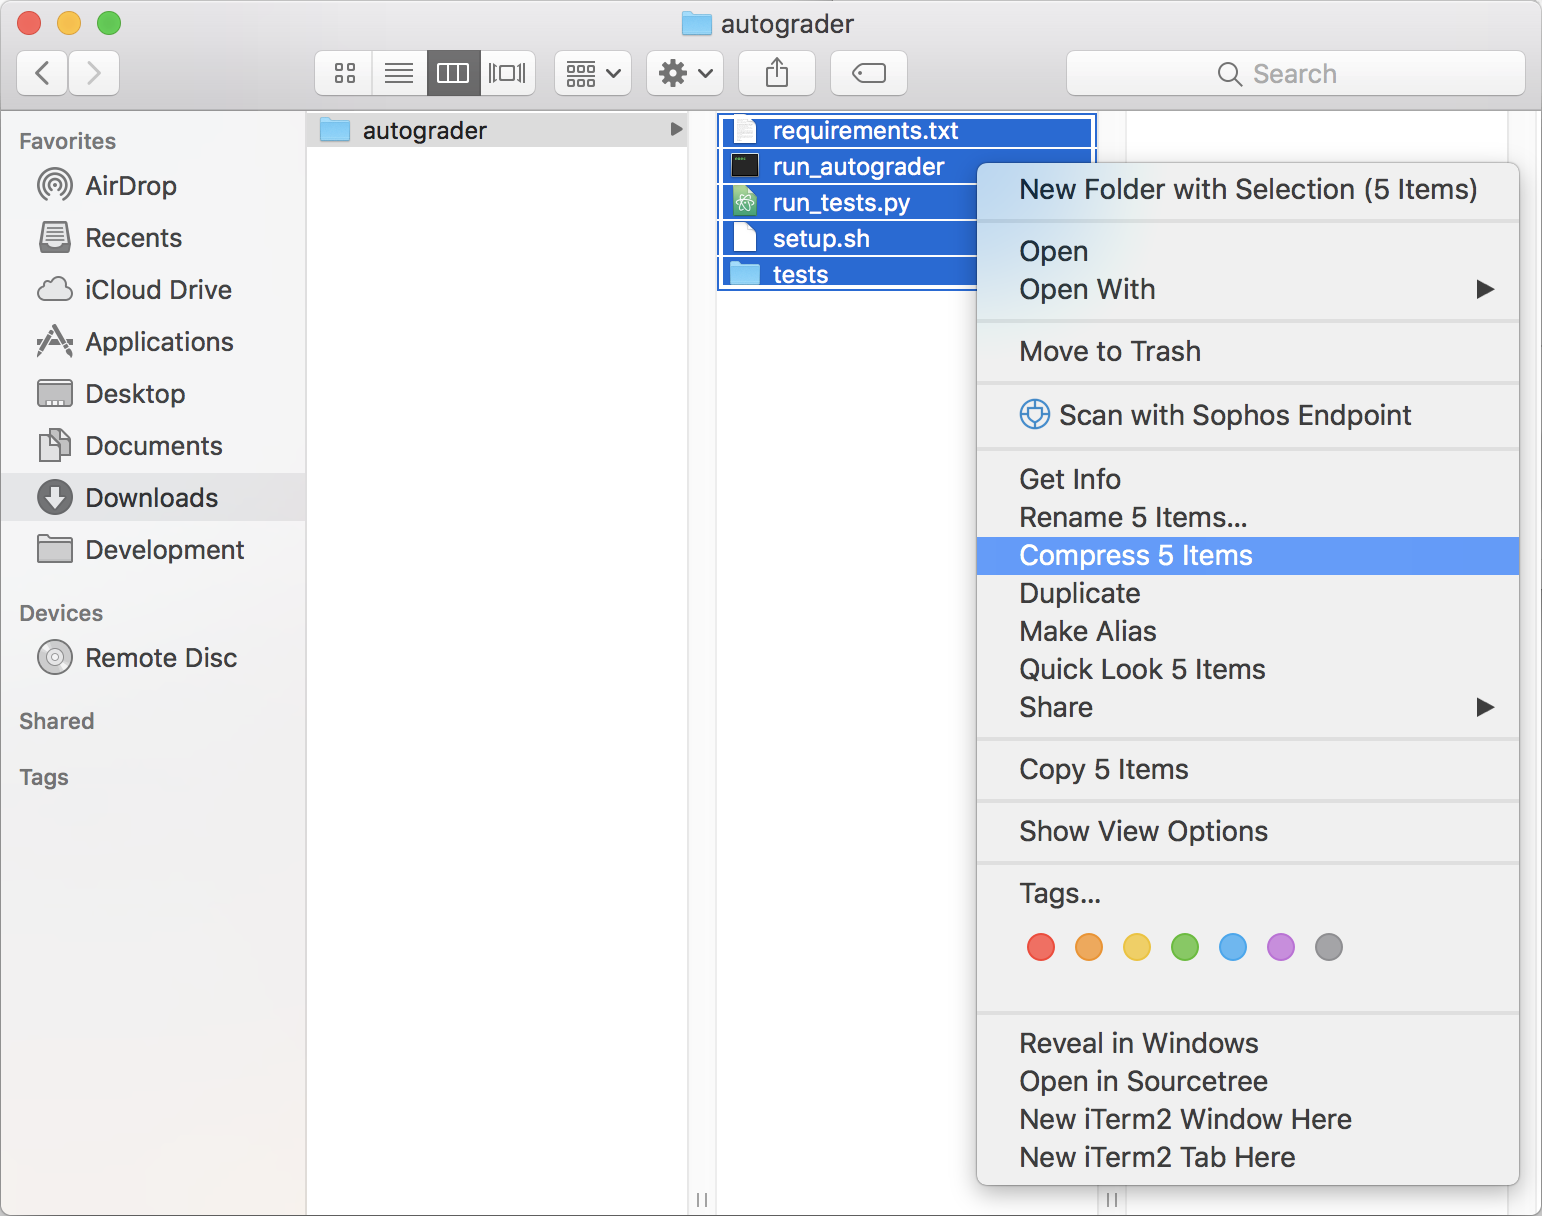 autograder
Search
Favorites
AirDrop
Recents
iCloud Drive
Applications
Desktop
Documents
Downloads
Development
Devices
Remote Disc
Shared
Tags
autograder
requirements.txt
run_autograder
run_tests.py
setup.sh
tests
New Folder with Selection (5 Items)
Open
Open With
Move to Trash
Scan with Sophos Endpoint
Get Info
Rename 5 Items...
Compress 5 Items
Duplicate
Make Alias
Quick Look 5 Items
Share
Copy 5 Items
Show View Options
Tags...
Reveal in Windows
Open in Sourcetree
New iTerm2 Window Here
New iTerm2 Tab Here